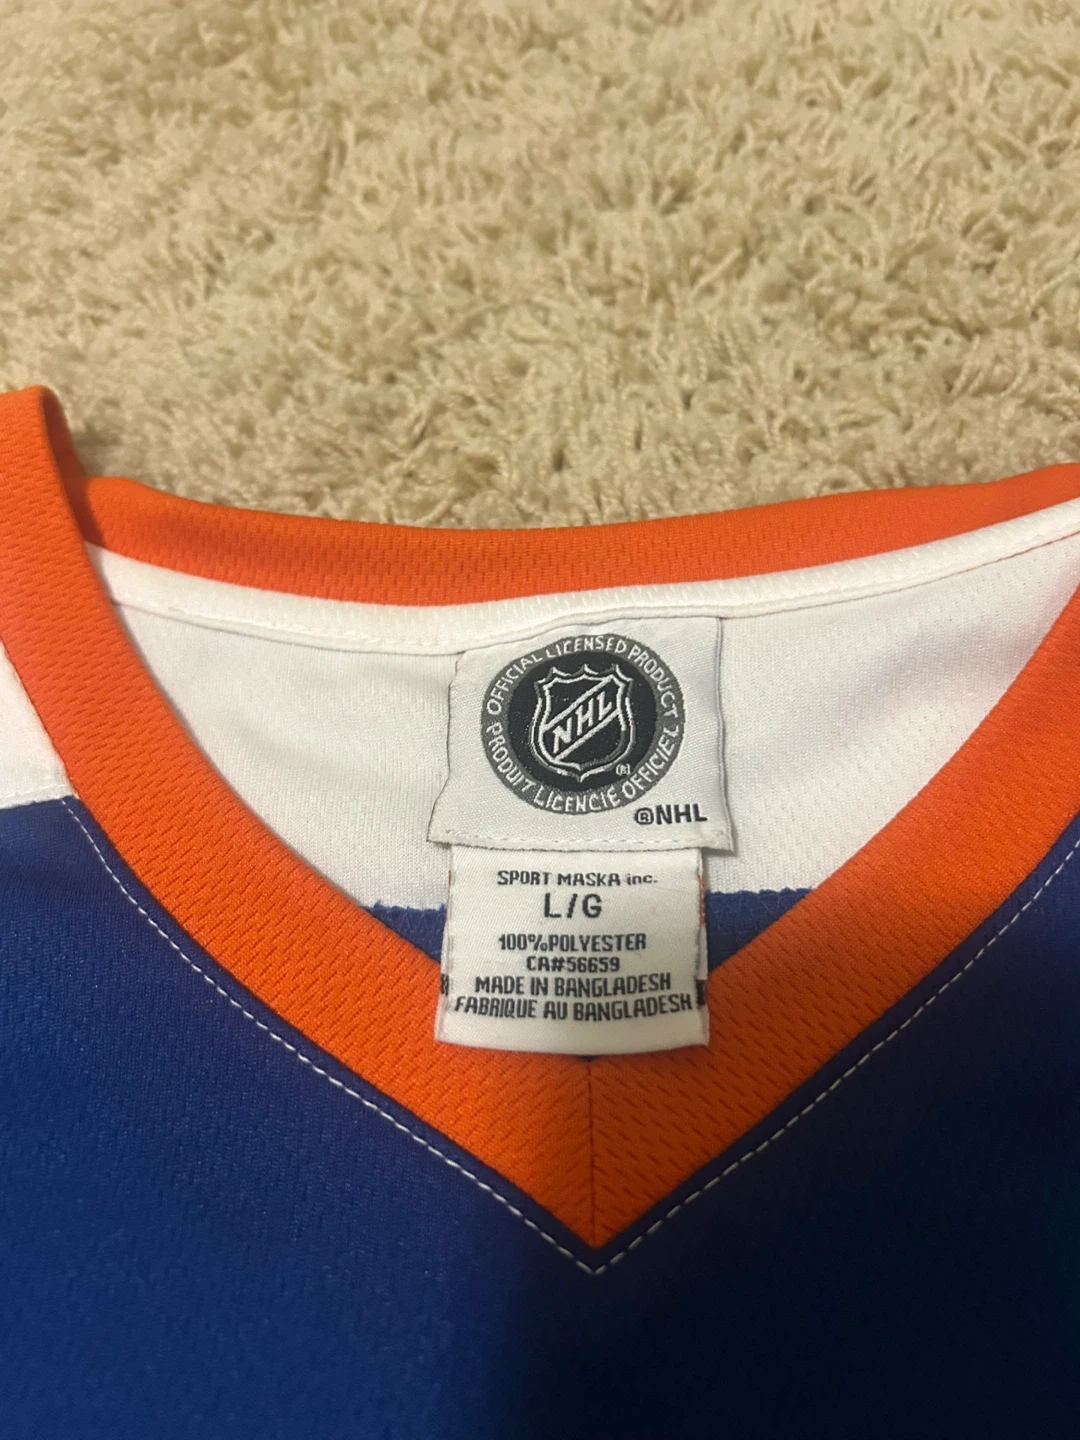 OFFICIAL LICENSED PRODUCT
NHL
®
PRODUIT LICENCIE OFFICIEL
®NHL
SPORT MASKA inc.
L/G
100%POLYESTER
CA#56659
MADE IN BANGLADESH
FABRIQUE AU BANGLADESH